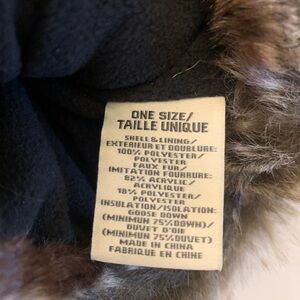 ONE SIZE/
TAILLE UNIQUE
SHELL & LINING/
EXTERIEUR ET DOUBLURE:
100% POLYESTER/
POLYESTER
FAUX FUR/
IMITATION FOURRURE:
82% ACRYLIC/
ACRYLIQUE
18% POLYESTER/
POLYESTER
INSULATION/ISOLATION:
GOOSE DOWN
(MINIMUM 75% DOWN)/
DUVET D'OIE
(MINIMUM 75% DUVET)
MADE IN CHINA
FABRIQUE EN CHINE